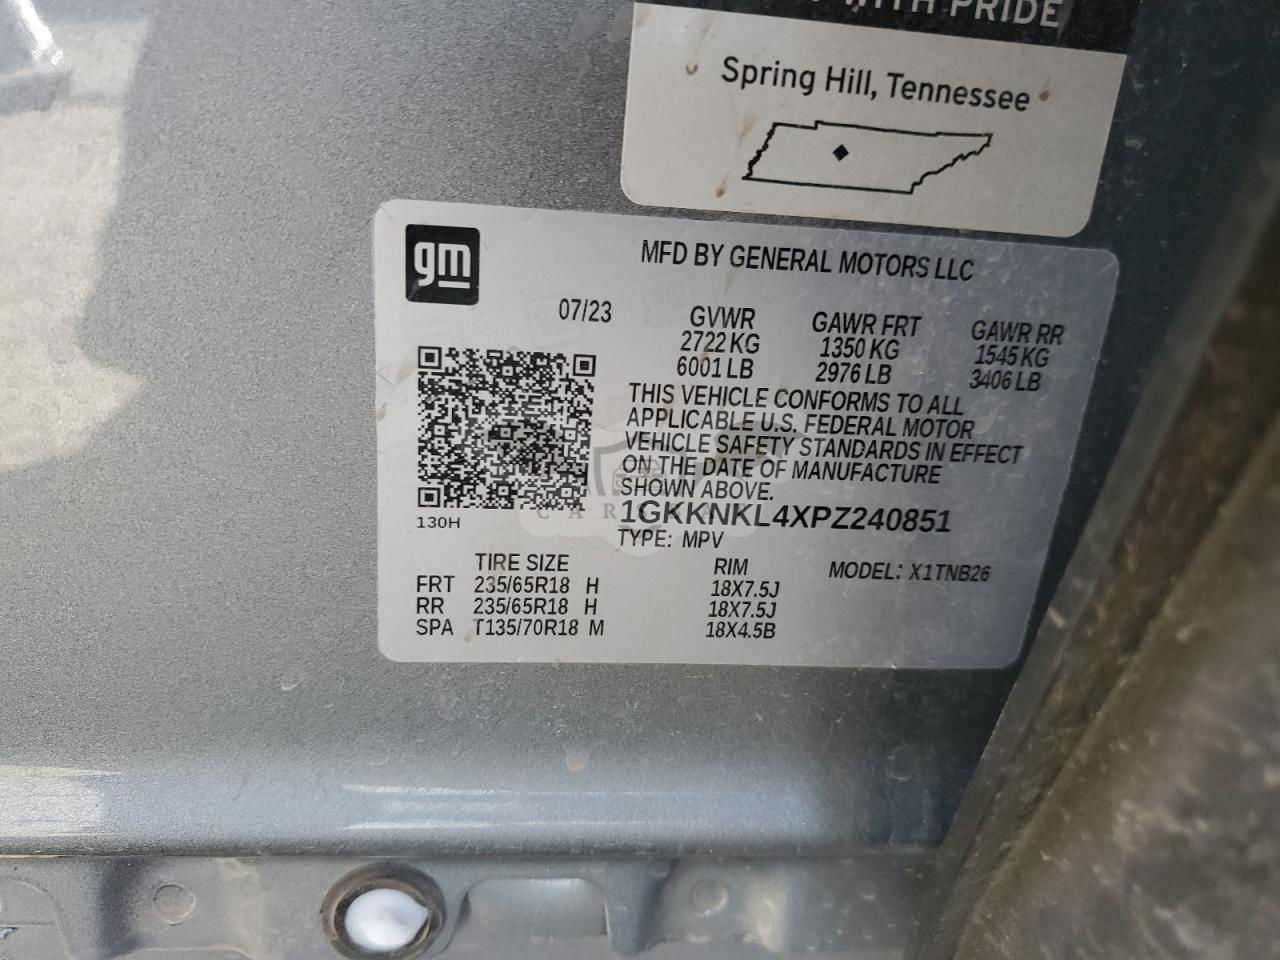 WITH PRIDE
Spring Hill, Tennessee
gm
MFD BY GENERAL MOTORS LLC
07/23
GVWR GAWR FRT GAWR RR
2722 KG 1350 KG 1545 KG
6001 LB 2976 LB 3406 LB
THIS VEHICLE CONFORMS TO ALL
APPLICABLE U.S. FEDERAL MOTOR
VEHICLE SAFETY STANDARDS IN EFFECT
ON THE DATE OF MANUFACTURE
SHOWN ABOVE.
1GKKNKL4XPZ240851
130H
TYPE: MPV
TIRE SIZE RIM MODEL: X1TNB26
FRT 235/65R18 H 18X7.5J
RR 235/65R18 H 18X7.5J
SPA T135/70R18 M 18X4.5B